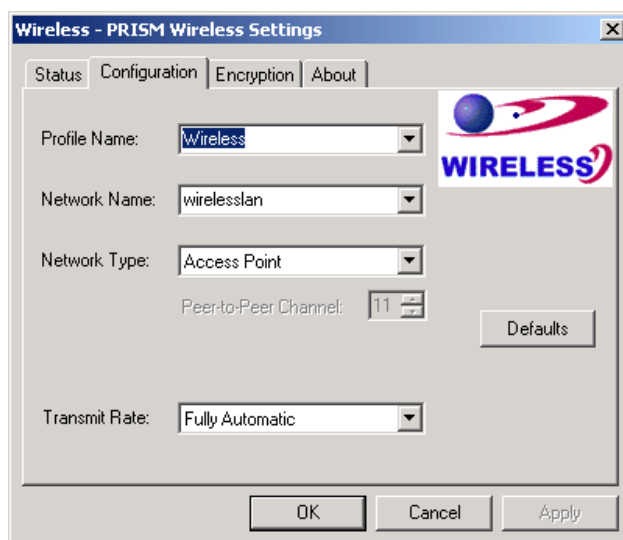 Wireless - PRISM Wireless Settings
Status Configuration Encryption About
WIRELESS
Profile Name: Wireless
Network Name: wirelesslan
Network Type: Access Point
Peer-to-Peer Channel: 11
Defaults
Transmit Rate: Fully Automatic
OK Cancel Apply